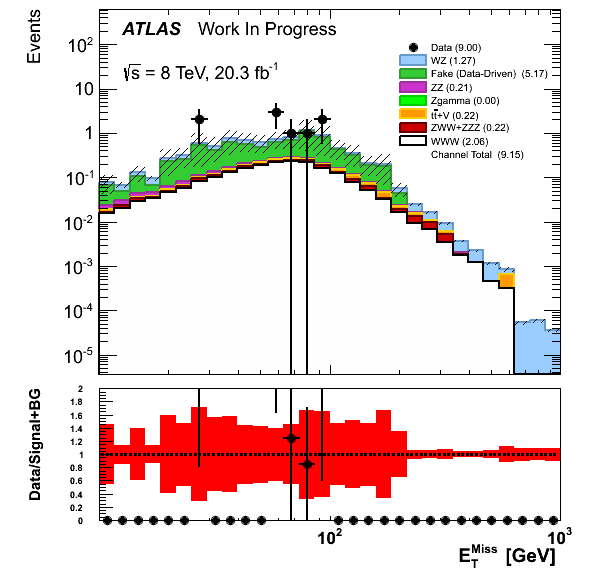 Events
ATLAS Work In Progress
√s = 8 TeV, 20.3 fb⁻¹
Data (9.00)
WZ (1.27)
Fake (Data-Driven) (5.17)
ZZ (0.21)
Zgamma (0.00)
tt̄+V (0.22)
ZWW+ZZZ (0.22)
WWW (2.06)
Channel Total (9.15)
10²
10
1
10⁻¹
10⁻²
10⁻³
10⁻⁴
10⁻⁵
Data/Signal+BG
2
1.8
1.6
1.4
1.2
1
0.8
0.6
0.4
0.2
0
10² 10³
E_T^Miss [GeV]